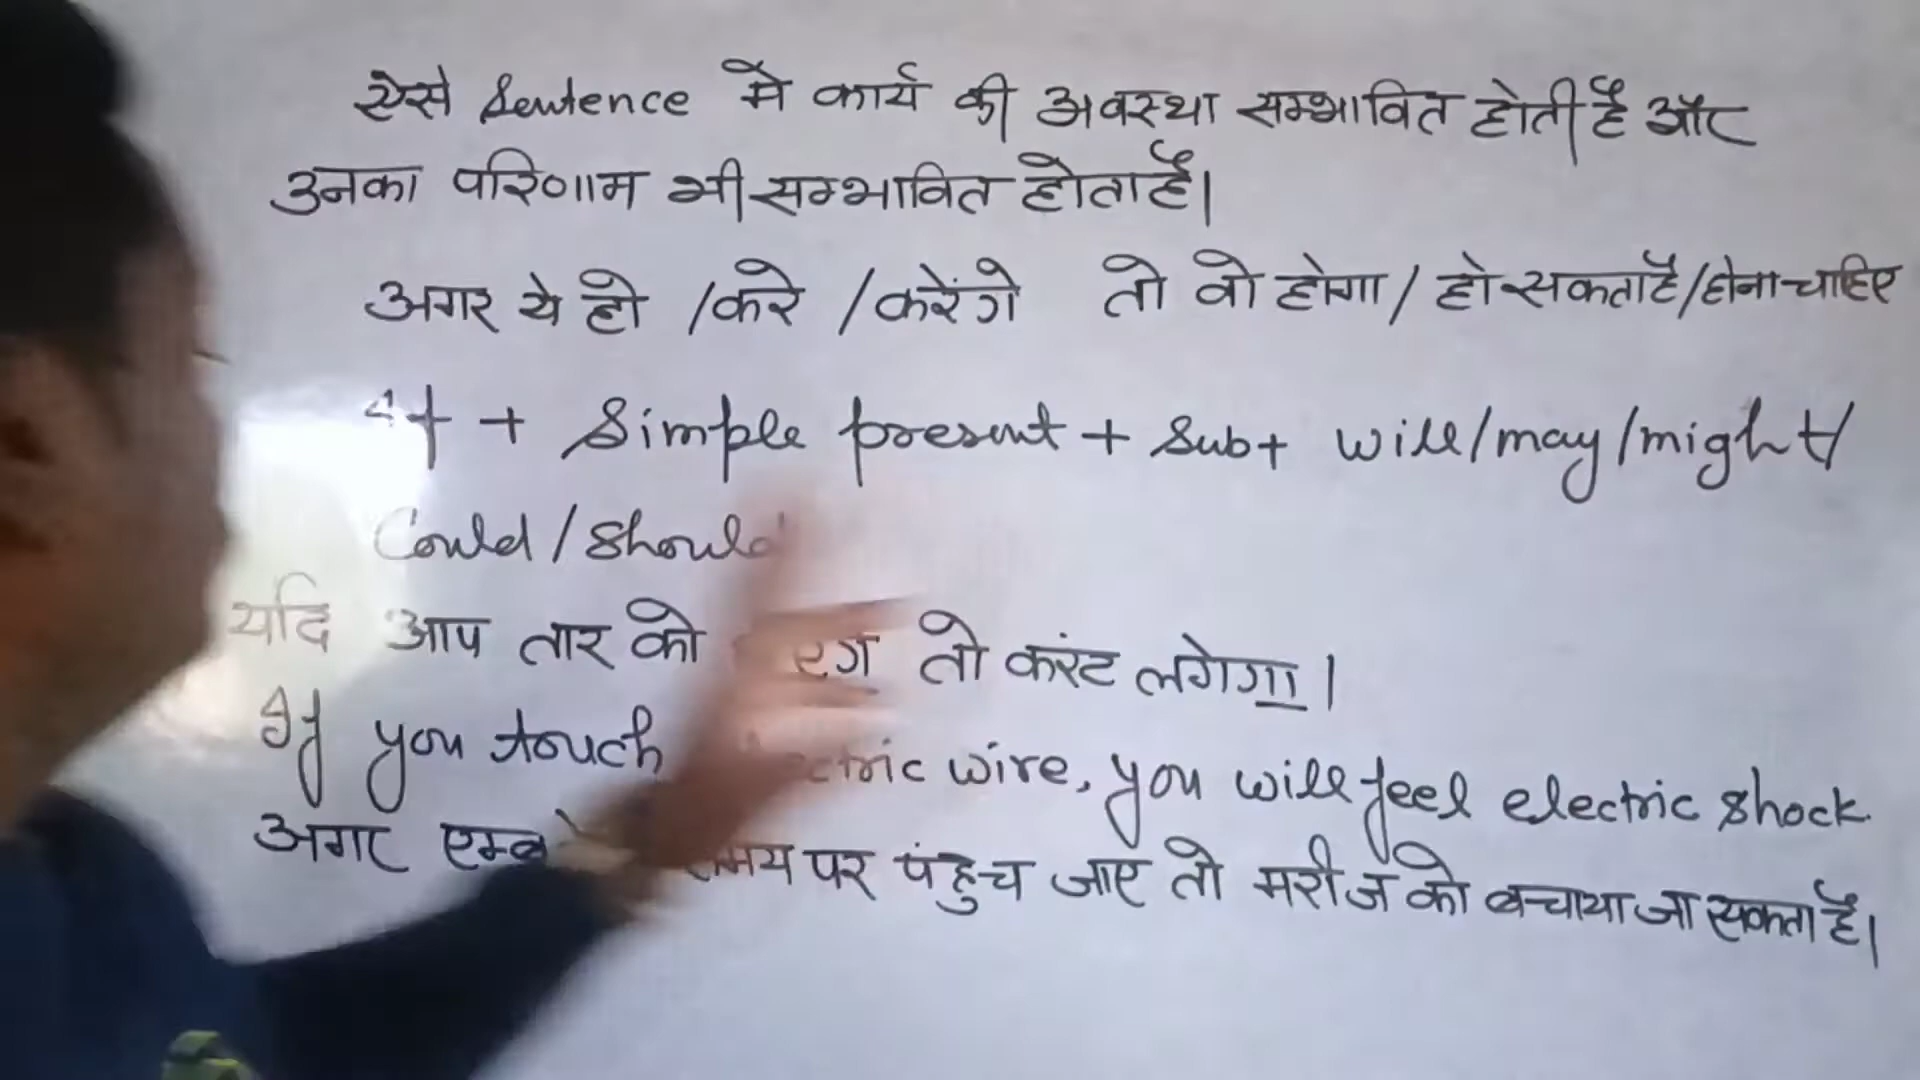 ऐसे Sentence मे कार्य की अवस्था सम्भावित होती है और
उनका परिणाम भी सम्भावित होता है।
अगर ये हो /करे /करेंगे तो वो होगा/ हो सकता है/होना चाहिए
If + Simple present + Sub+ will/may/might/
Could/Should
यदि आप तार को तो करंट लगेगा।
If you touch wire, you will feel electric shock.
अगर समय पर पंहुच जाए तो मरीज को बचाया जा सकता है।